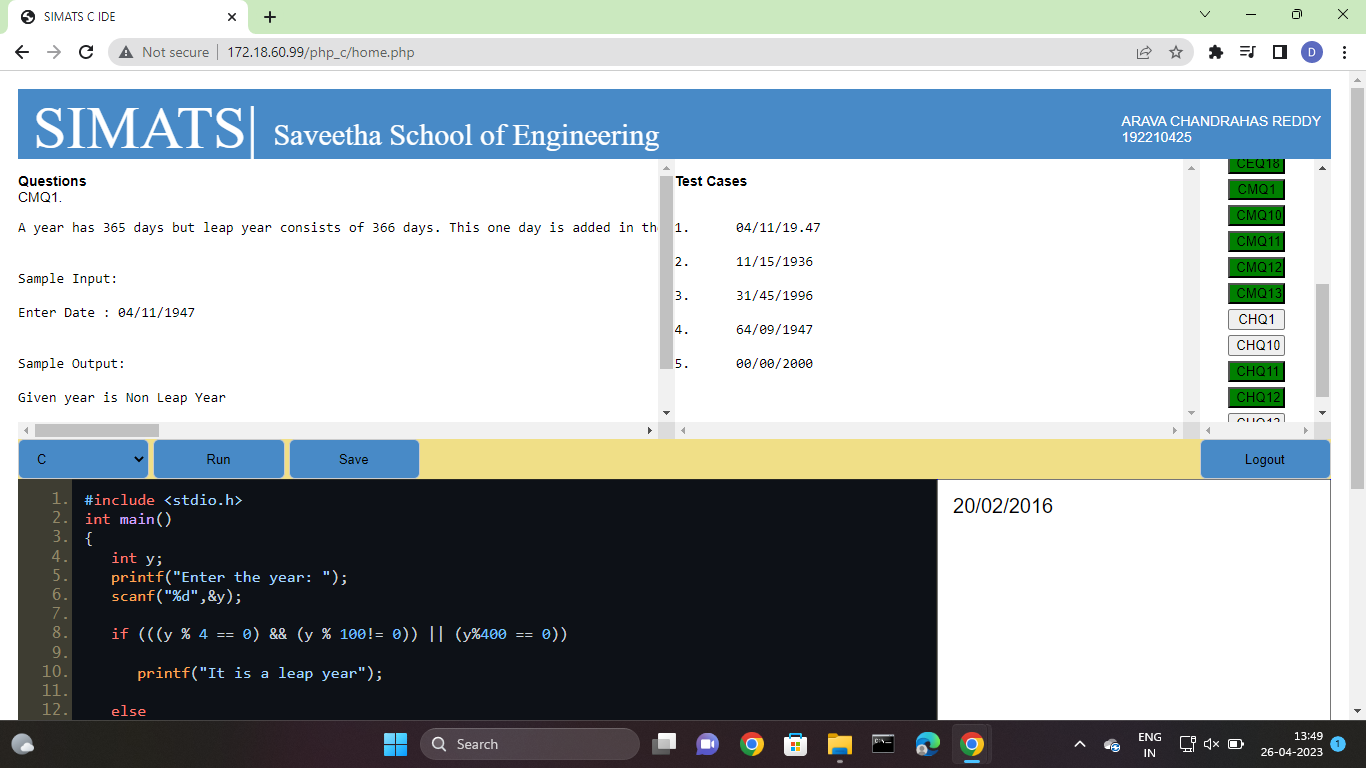 SIMATS C IDE
Not secure
172.18.60.99/php_c/home.php
D
SIMATS| Saveetha School of Engineering
ARAVA CHANDRAHAS REDDY
192210425
Questions
CMQ1.
A year has 365 days but leap year consists of 366 days. This one day is added in th
Sample Input:
Enter Date : 04/11/1947
Sample Output:
Given year is Non Leap Year
Test Cases
1. 04/11/19.47
2. 11/15/1936
3. 31/45/1996
4. 64/09/1947
5. 00/00/2000
CEQ18
CMQ1
CMQ10
CMQ11
CMQ12
CMQ13
CHQ1
CHQ10
CHQ11
CHQ12
CHQ13
C
Run
Save
Logout
1. #include <stdio.h>
2. int main()
3. {
4. int y;
5. printf("Enter the year: ");
6. scanf("%d",&y);
7.
8. if (((y % 4 == 0) && (y % 100!= 0)) || (y%400 == 0))
9.
10. printf("It is a leap year");
11.
12. else
20/02/2016
Search
ENG
IN
13:49
26-04-2023
1